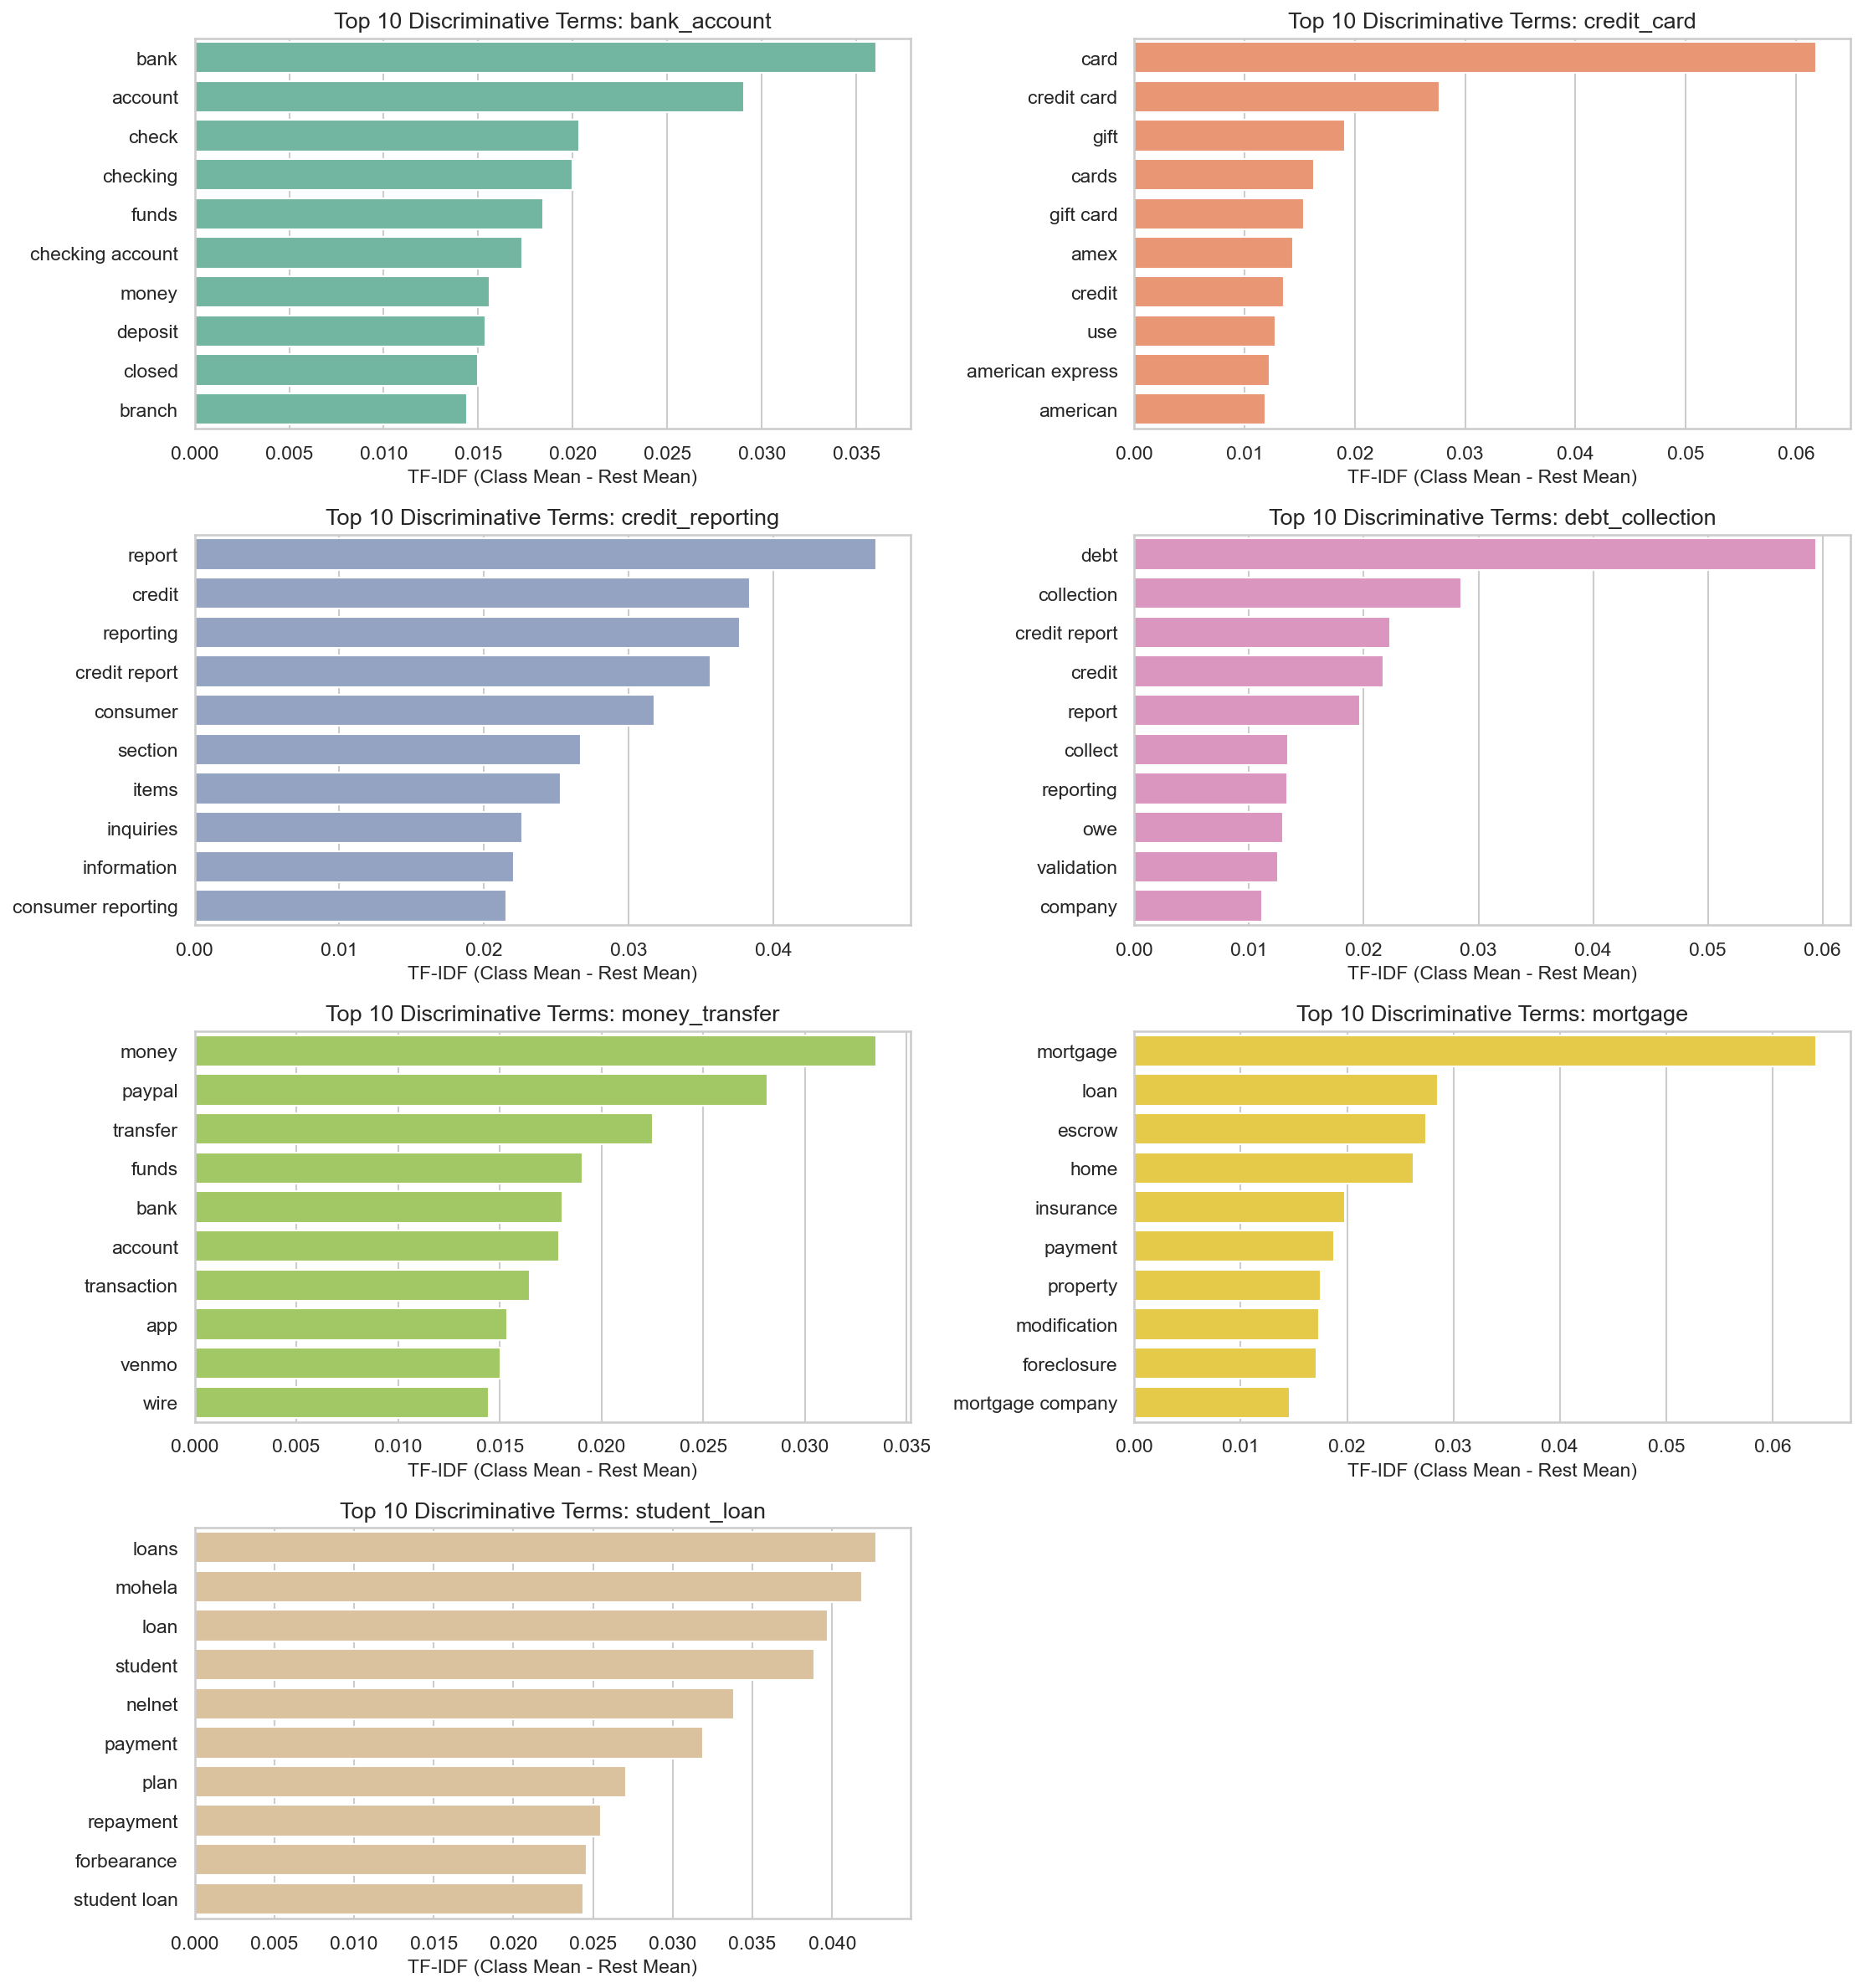 Top 10 Discriminative Terms: bank_account
bank
account
check
checking
funds
checking account
money
deposit
closed
branch
0.000 0.005 0.010 0.015 0.020 0.025 0.030 0.035
TF-IDF (Class Mean - Rest Mean)
Top 10 Discriminative Terms: credit_card
card
credit card
gift
cards
gift card
amex
credit
use
american express
american
0.00 0.01 0.02 0.03 0.04 0.05 0.06
TF-IDF (Class Mean - Rest Mean)
Top 10 Discriminative Terms: credit_reporting
report
credit
reporting
credit report
consumer
section
items
inquiries
information
consumer reporting
0.00 0.01 0.02 0.03 0.04
TF-IDF (Class Mean - Rest Mean)
Top 10 Discriminative Terms: debt_collection
debt
collection
credit report
credit
report
collect
reporting
owe
validation
company
0.00 0.01 0.02 0.03 0.04 0.05 0.06
TF-IDF (Class Mean - Rest Mean)
Top 10 Discriminative Terms: money_transfer
money
paypal
transfer
funds
bank
account
transaction
app
venmo
wire
0.000 0.005 0.010 0.015 0.020 0.025 0.030 0.035
TF-IDF (Class Mean - Rest Mean)
Top 10 Discriminative Terms: mortgage
mortgage
loan
escrow
home
insurance
payment
property
modification
foreclosure
mortgage company
0.00 0.01 0.02 0.03 0.04 0.05 0.06
TF-IDF (Class Mean - Rest Mean)
Top 10 Discriminative Terms: student_loan
loans
mohela
loan
student
nelnet
payment
plan
repayment
forbearance
student loan
0.000 0.005 0.010 0.015 0.020 0.025 0.030 0.035 0.040
TF-IDF (Class Mean - Rest Mean)